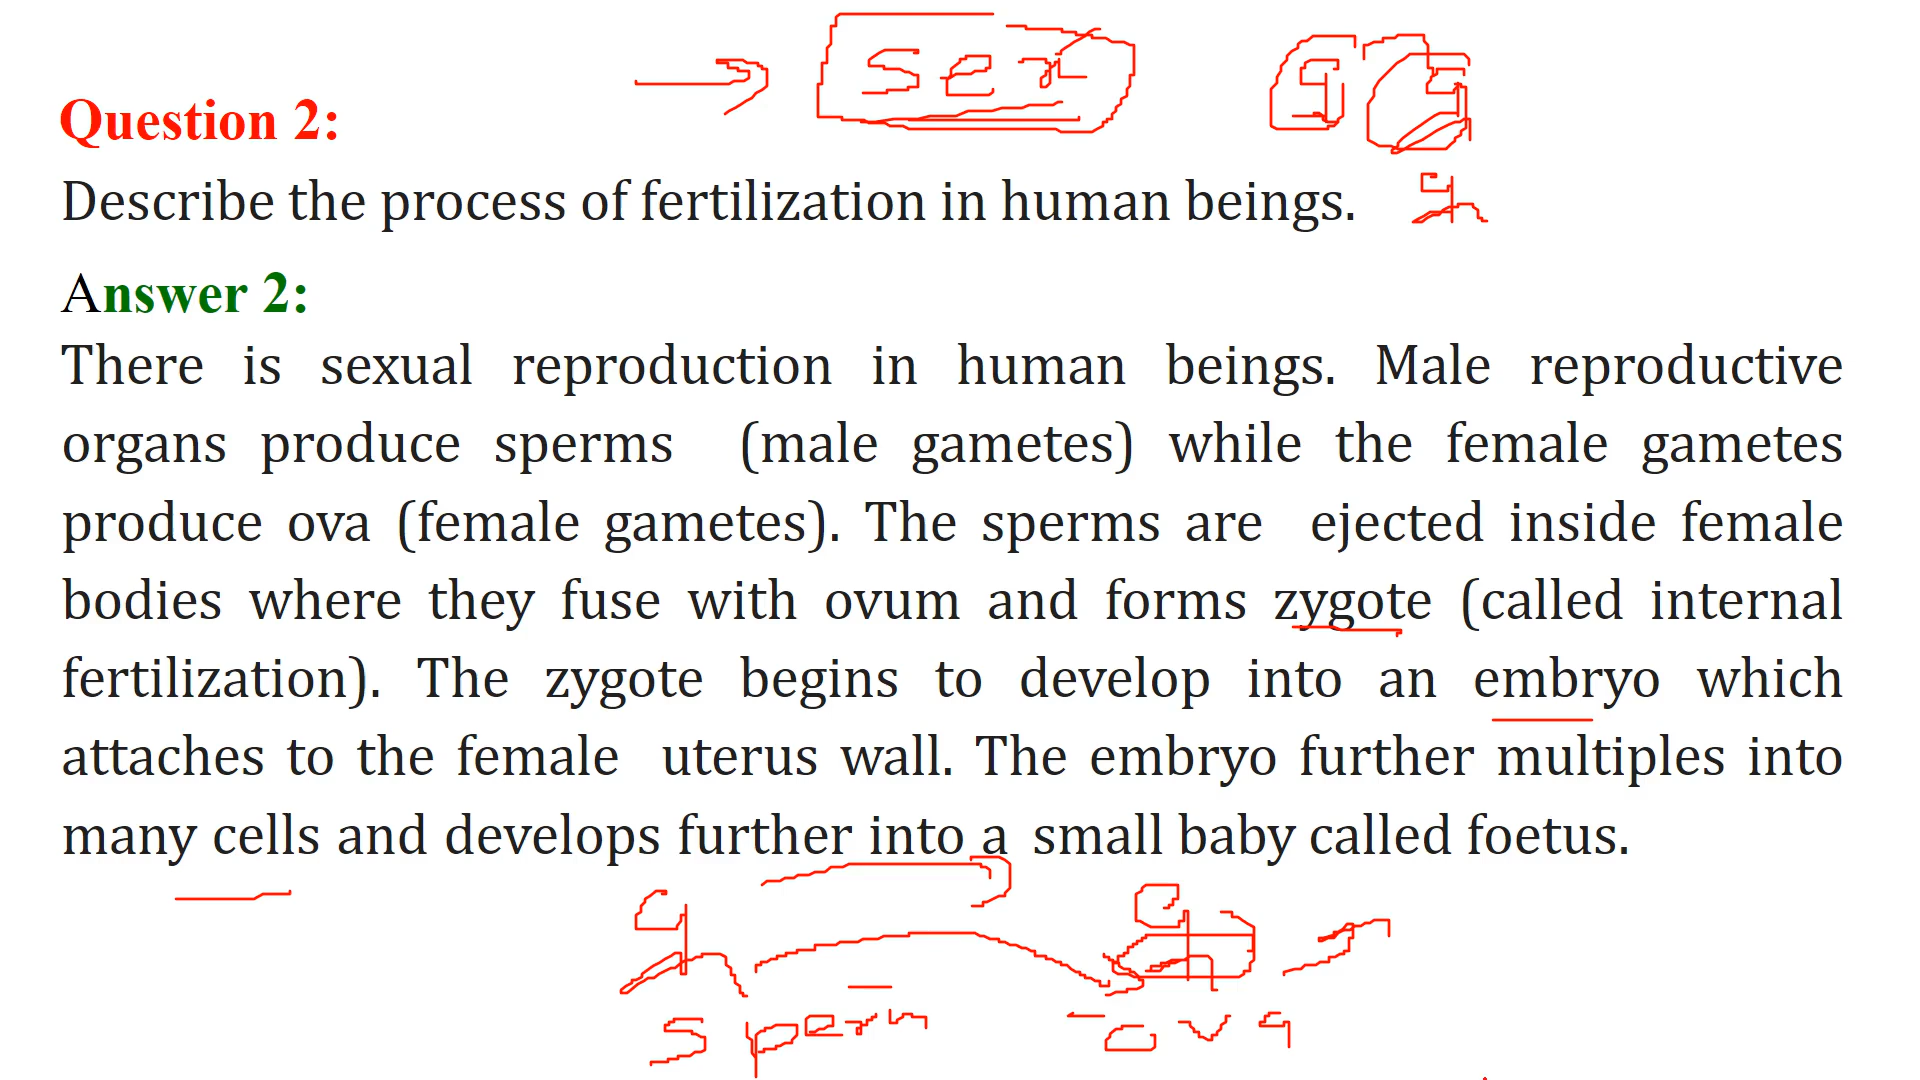 sex
Question 2:
Describe the process of fertilization in human beings.
Answer 2:
There is sexual reproduction in human beings. Male reproductive
organs produce sperms (male gametes) while the female gametes
produce ova (female gametes). The sperms are ejected inside female
bodies where they fuse with ovum and forms zygote (called internal
fertilization). The zygote begins to develop into an embryo which
attaches to the female uterus wall. The embryo further multiples into
many cells and develops further into a small baby called foetus.
sperm ova